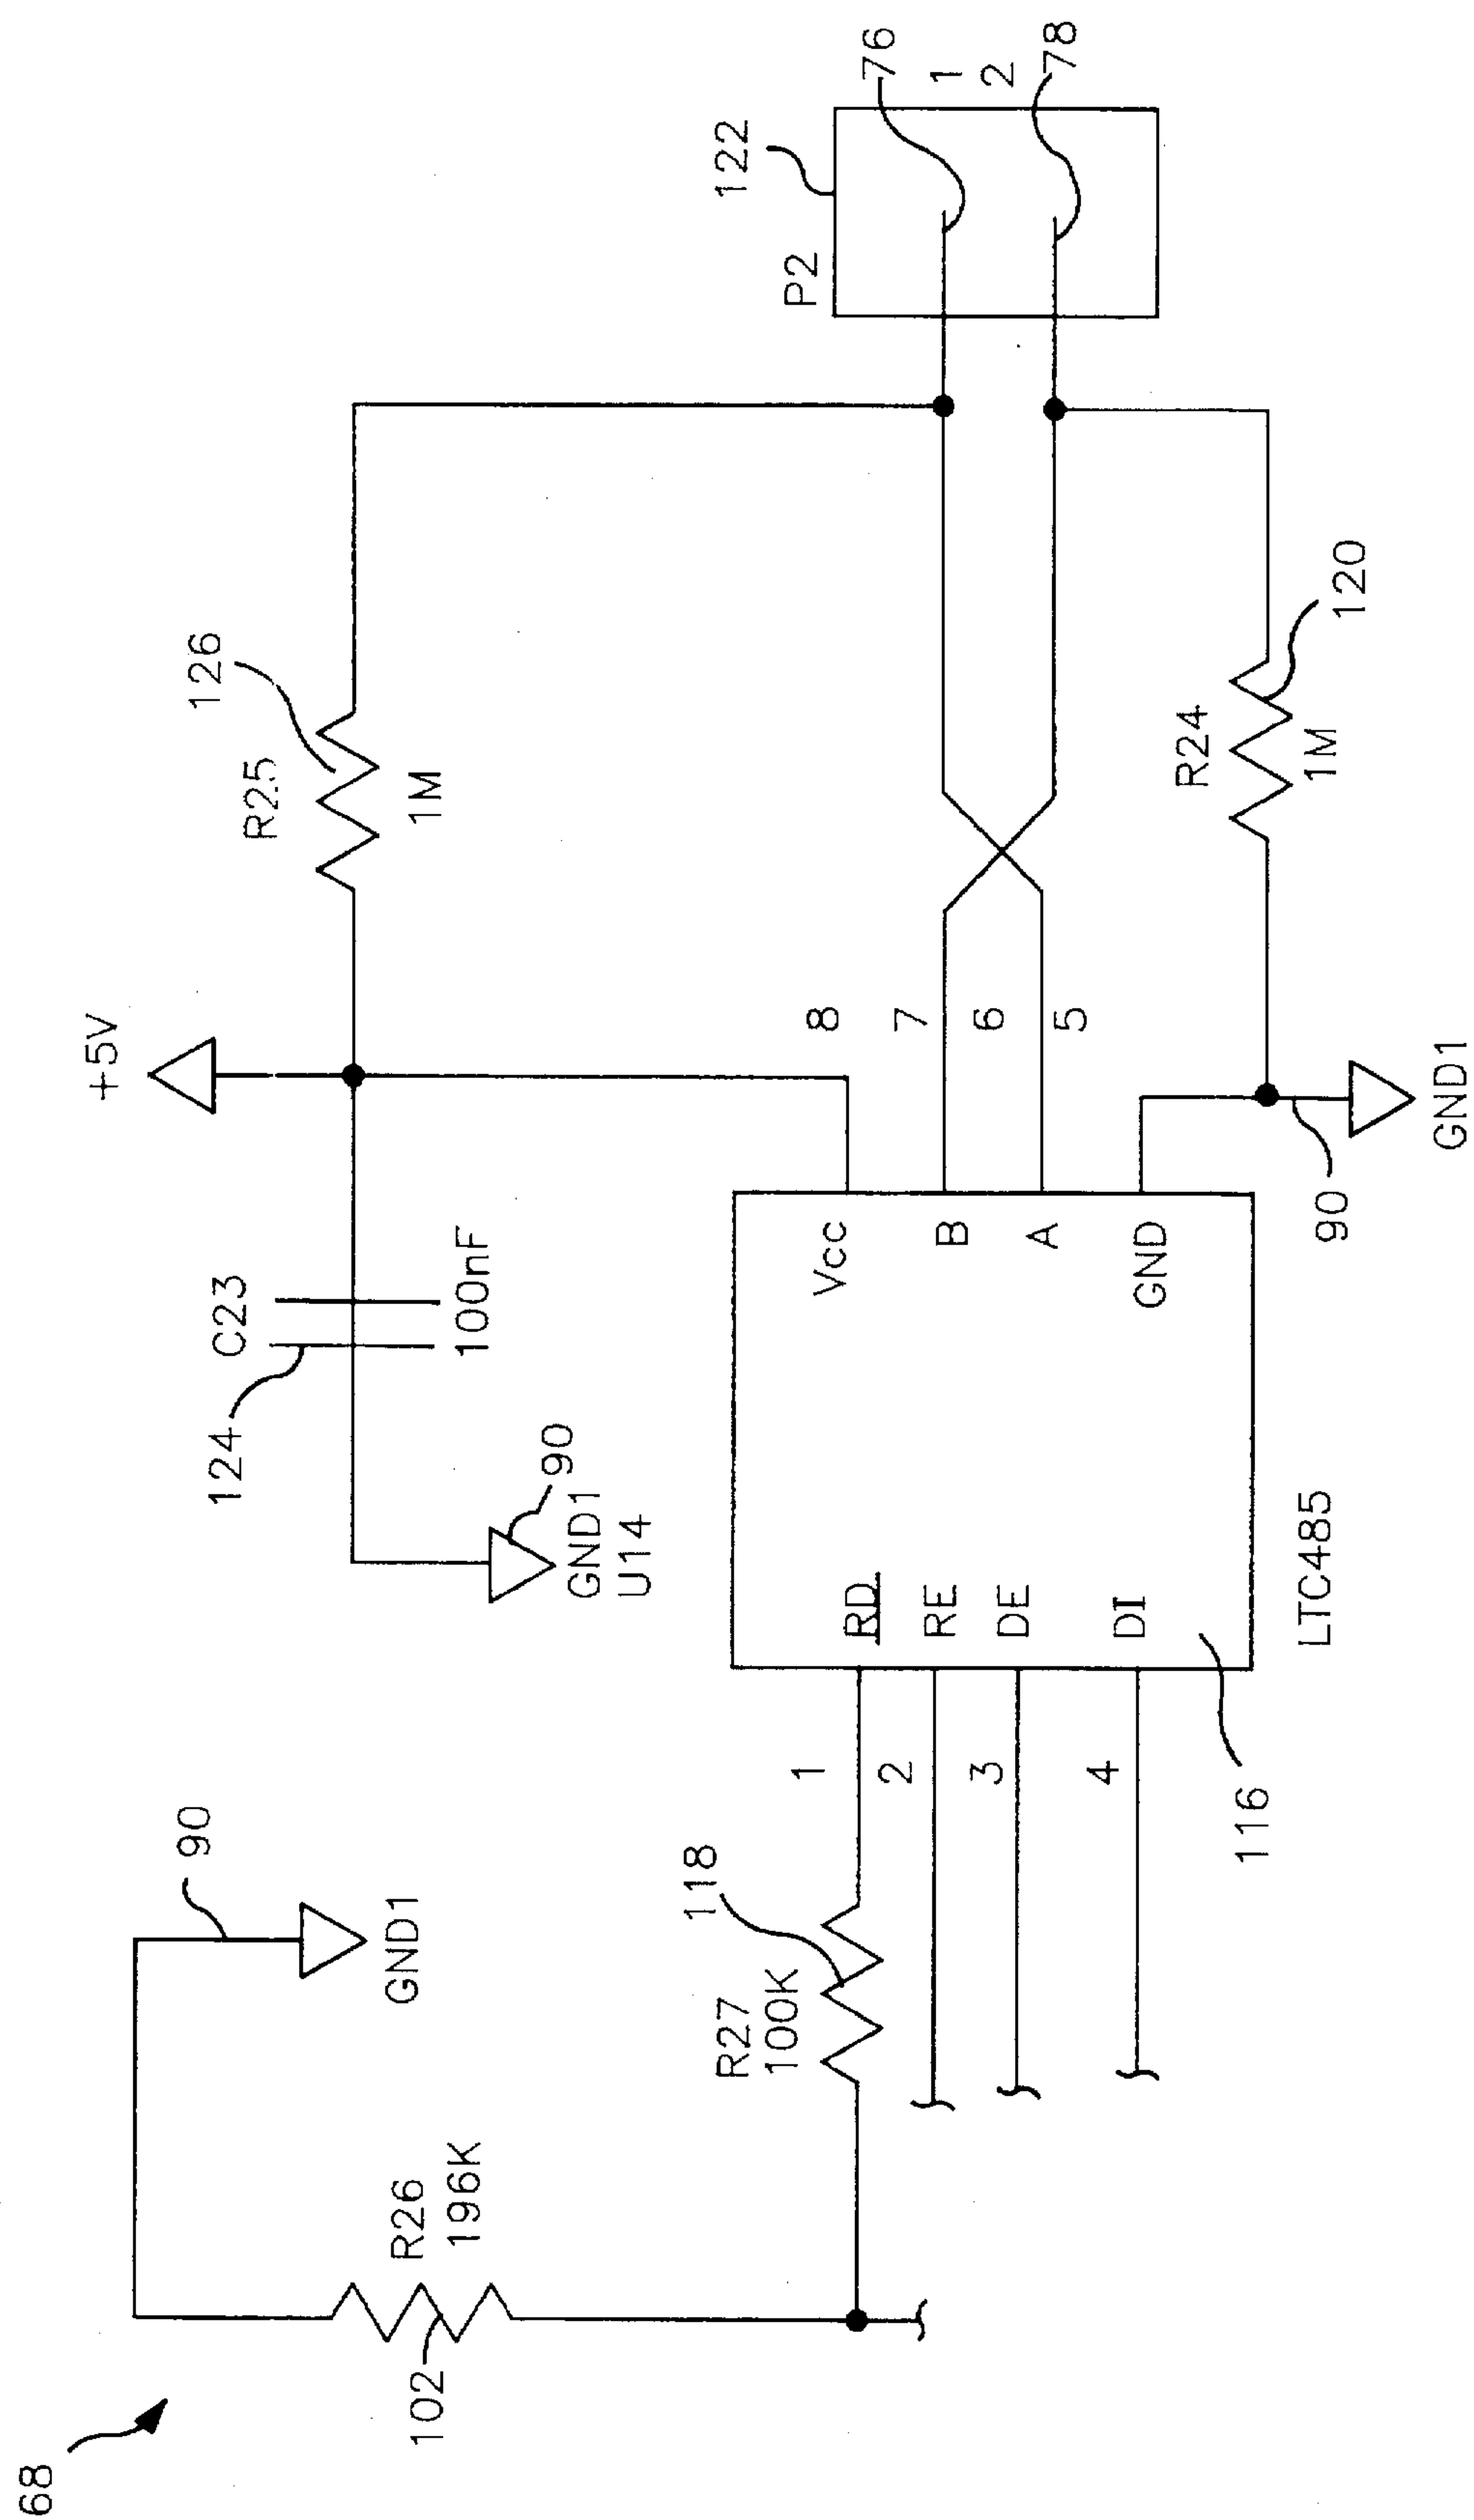 68
102
R26
196K
90
GND1
R27
100K
118
1
2
3
4
116
LTC485
RD
RE
DE
DI
Vcc
B
A
GND
8
7
6
5
124
C23
100nF
90
GND1
U14
+5V
R25
126
1M
90
GND1
R24
1M
120
P2
122
76
1
2
78